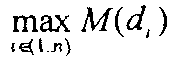 max M(d_i)
i∈(1.n)